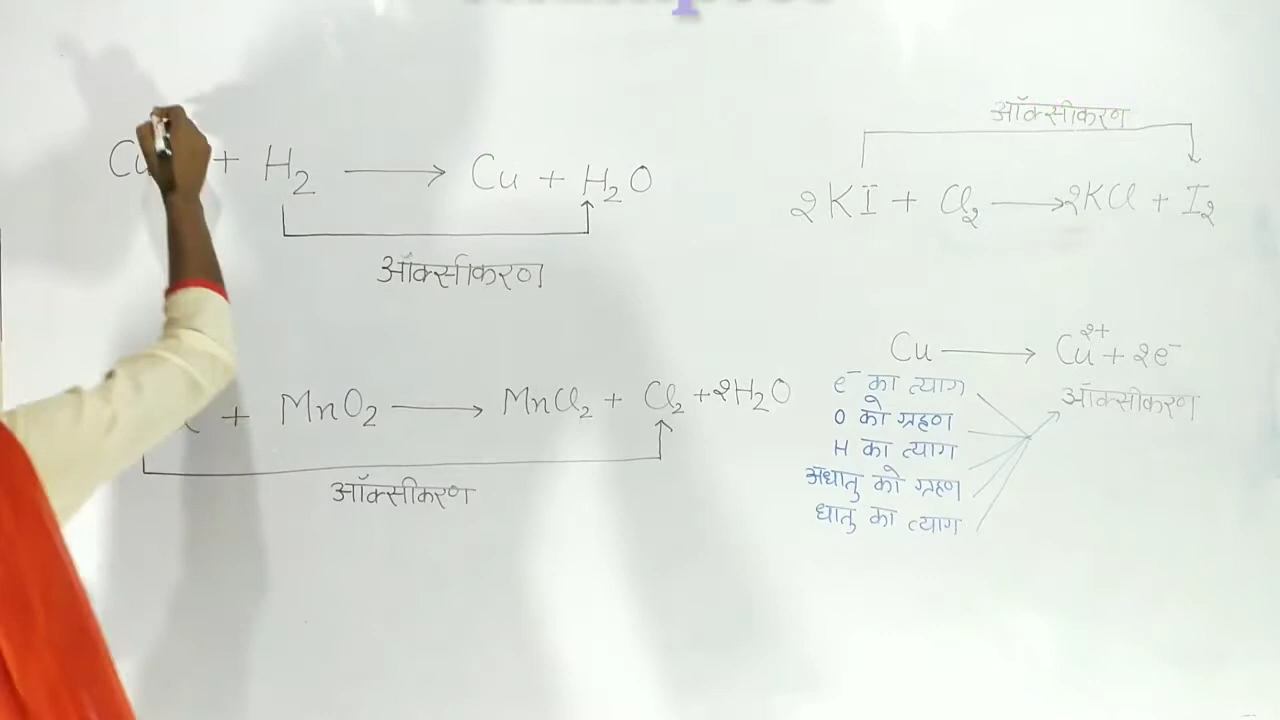 Cu + H₂ ⟶ Cu + H₂O
ऑक्सीकरण
+ MnO₂ ⟶ MnCl₂ + Cl₂ + 2H₂O
ऑक्सीकरण
ऑक्सीकरण
2KI + Cl₂ ⟶ 2KCl + I₂
Cu ⟶ Cu²⁺ + 2e⁻
ऑक्सीकरण
e⁻ का त्याग
O को ग्रहण
H का त्याग
अधातु को ग्रहण
धातु का त्याग